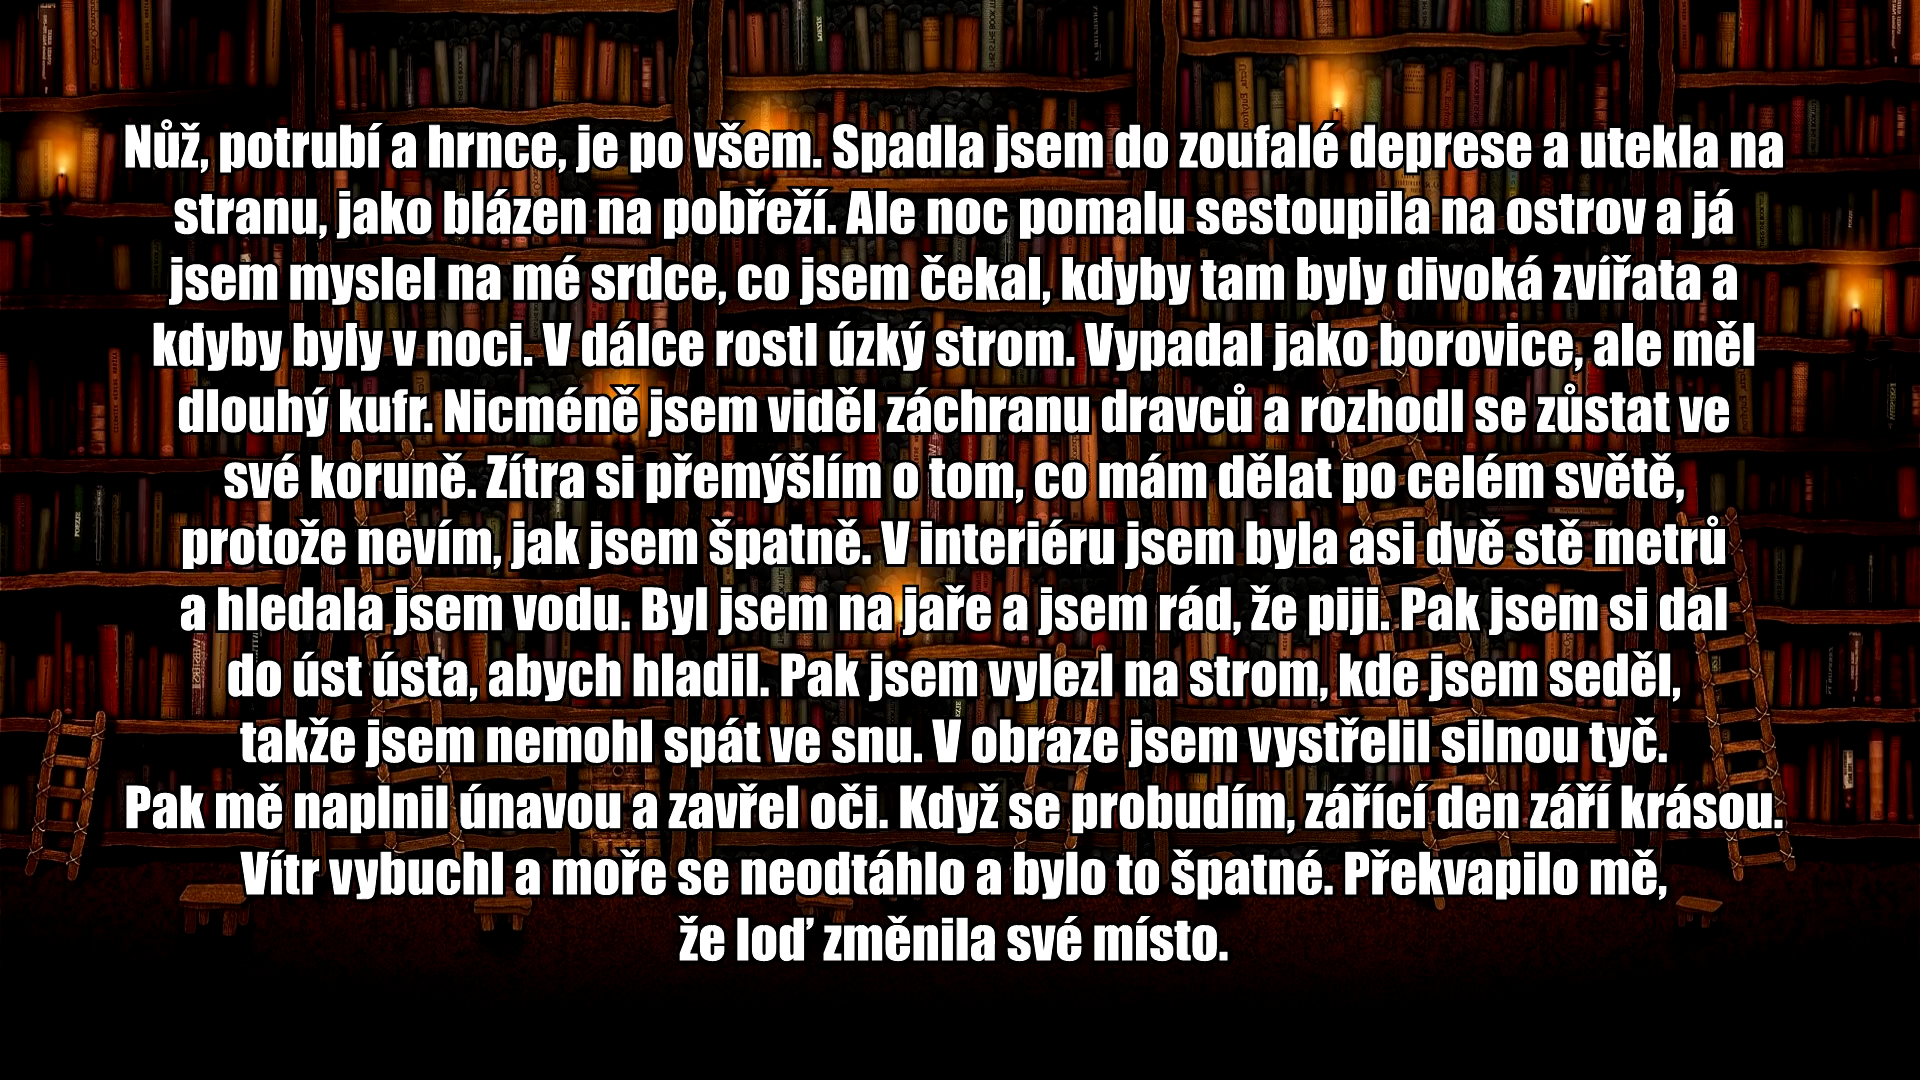 Nůž, potrubí a hrnce, je po všem. Spadla jsem do zoufalé deprese a utekla na
stranu, jako blázen na pobřeží. Ale noc pomalu sestoupila na ostrov a já
jsem myslel na mé srdce, co jsem čekal, kdyby tam byly divoká zvířata a
kdyby byly v noci. V dálce rostl úzký strom. Vypadal jako borovice, ale měl
dlouhý kufr. Nicméně jsem viděl záchranu dravců a rozhodl se zůstat ve
své koruně. Zítra si přemýšlím o tom, co mám dělat po celém světě,
protože nevím, jak jsem špatně. V interiéru jsem byla asi dvě stě metrů
a hledala jsem vodu. Byl jsem na jaře a jsem rád, že piji. Pak jsem si dal
do úst ústa, abych hladil. Pak jsem vylezl na strom, kde jsem seděl,
takže jsem nemohl spát ve snu. V obraze jsem vystřelil silnou tyč.
Pak mě naplnil únavou a zavřel oči. Když se probudím, zářící den září krásou.
Vítr vybuchl a moře se neodtáhlo a bylo to špatné. Překvapilo mě,
že loď změnila své místo.